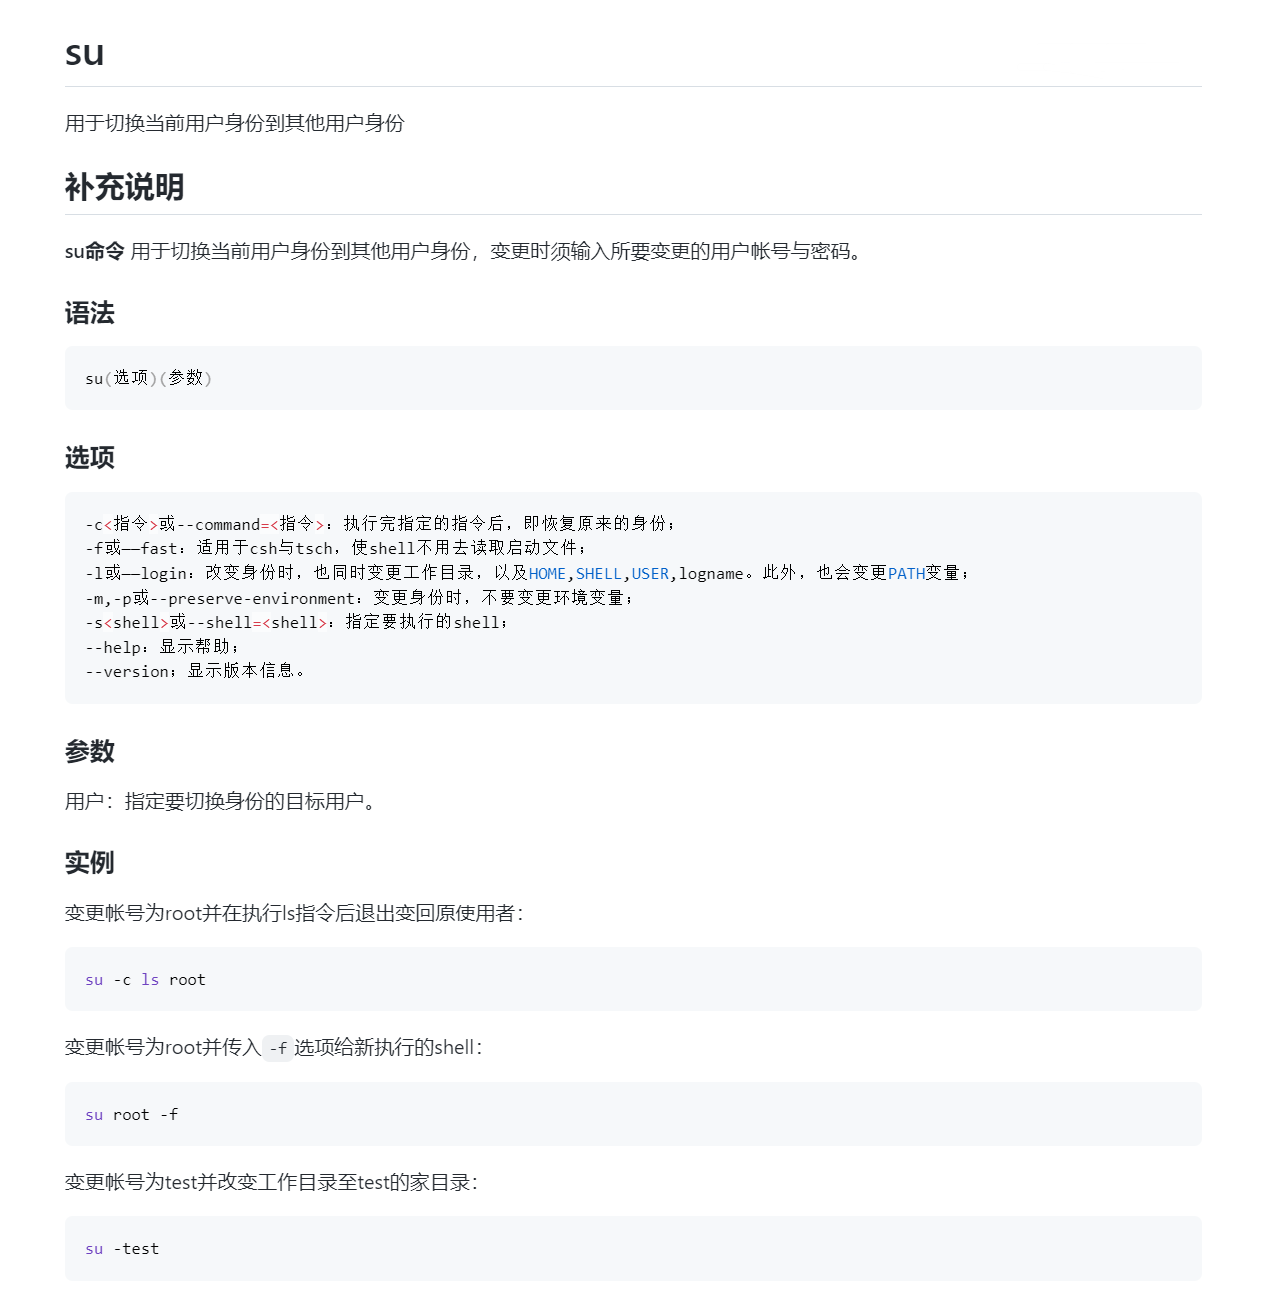 su
用于切换当前用户身份到其他用户身份
补充说明
su命令 用于切换当前用户身份到其他用户身份，变更时须输入所要变更的用户帐号与密码。
语法
su(选项)(参数)
选项
-c<指令>或--command=<指令>：执行完指定的指令后，即恢复原来的身份；
-f或——fast：适用于csh与tsch，使shell不用去读取启动文件；
-l或——login：改变身份时，也同时变更工作目录，以及HOME,SHELL,USER,logname。此外，也会变更PATH变量；
-m,-p或--preserve-environment：变更身份时，不要变更环境变量；
-s<shell>或--shell=<shell>：指定要执行的shell；
--help：显示帮助；
--version；显示版本信息。
参数
用户：指定要切换身份的目标用户。
实例
变更帐号为root并在执行ls指令后退出变回原使用者：
su -c ls root
变更帐号为root并传入-f选项给新执行的shell：
su root -f
变更帐号为test并改变工作目录至test的家目录：
su -test